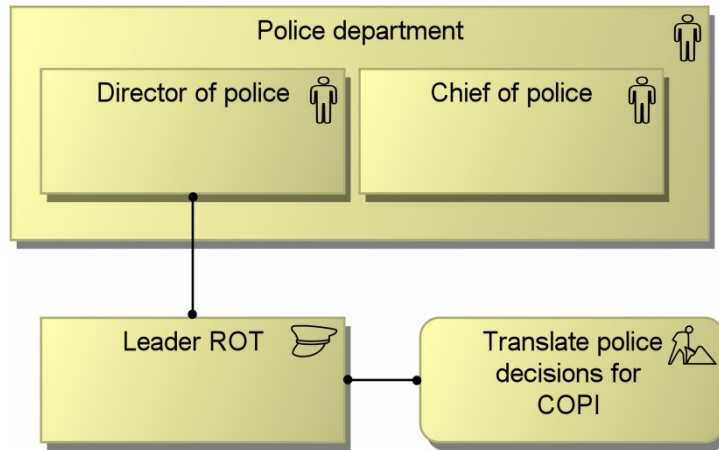 Police department
Director of police
Chief of police
Leader ROT
Translate police
decisions for
COPI